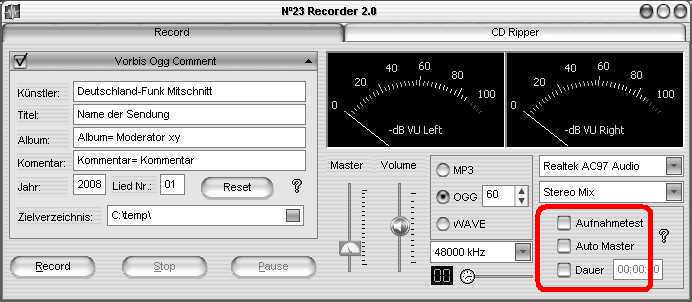 Nº23 Recorder 2.0
Record
CD Ripper
Vorbis Ogg Comment
Künstler: Deutschland-Funk Mitschnitt
Titel: Name der Sendung
Album: Album= Moderator xy
Komentar: Kommentar= Kommentar
Jahr: 2008 Lied Nr.: 01 Reset ?
Zielverzeichnis: C:\temp\
Record Stop Pause
0 20 40 60 80 100
-dB VU Left
0 20 40 60 80 100
-dB VU Right
Master Volume
MP3
OGG 60
WAVE
48000 kHz
00
Realtek AC97 Audio
Stereo Mix
Aufnahmetest
Auto Master ?
Dauer 00;00;00